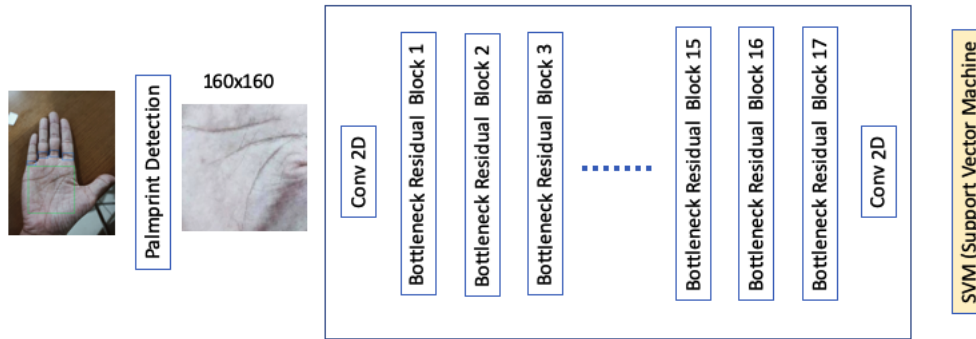 Palmprint Detection
160x160
Conv 2D
Bottleneck Residual Block 1
Bottleneck Residual Block 2
Bottleneck Residual Block 3
Bottleneck Residual Block 15
Bottleneck Residual Block 16
Bottleneck Residual Block 17
Conv 2D
SVM (Support Vector Machine